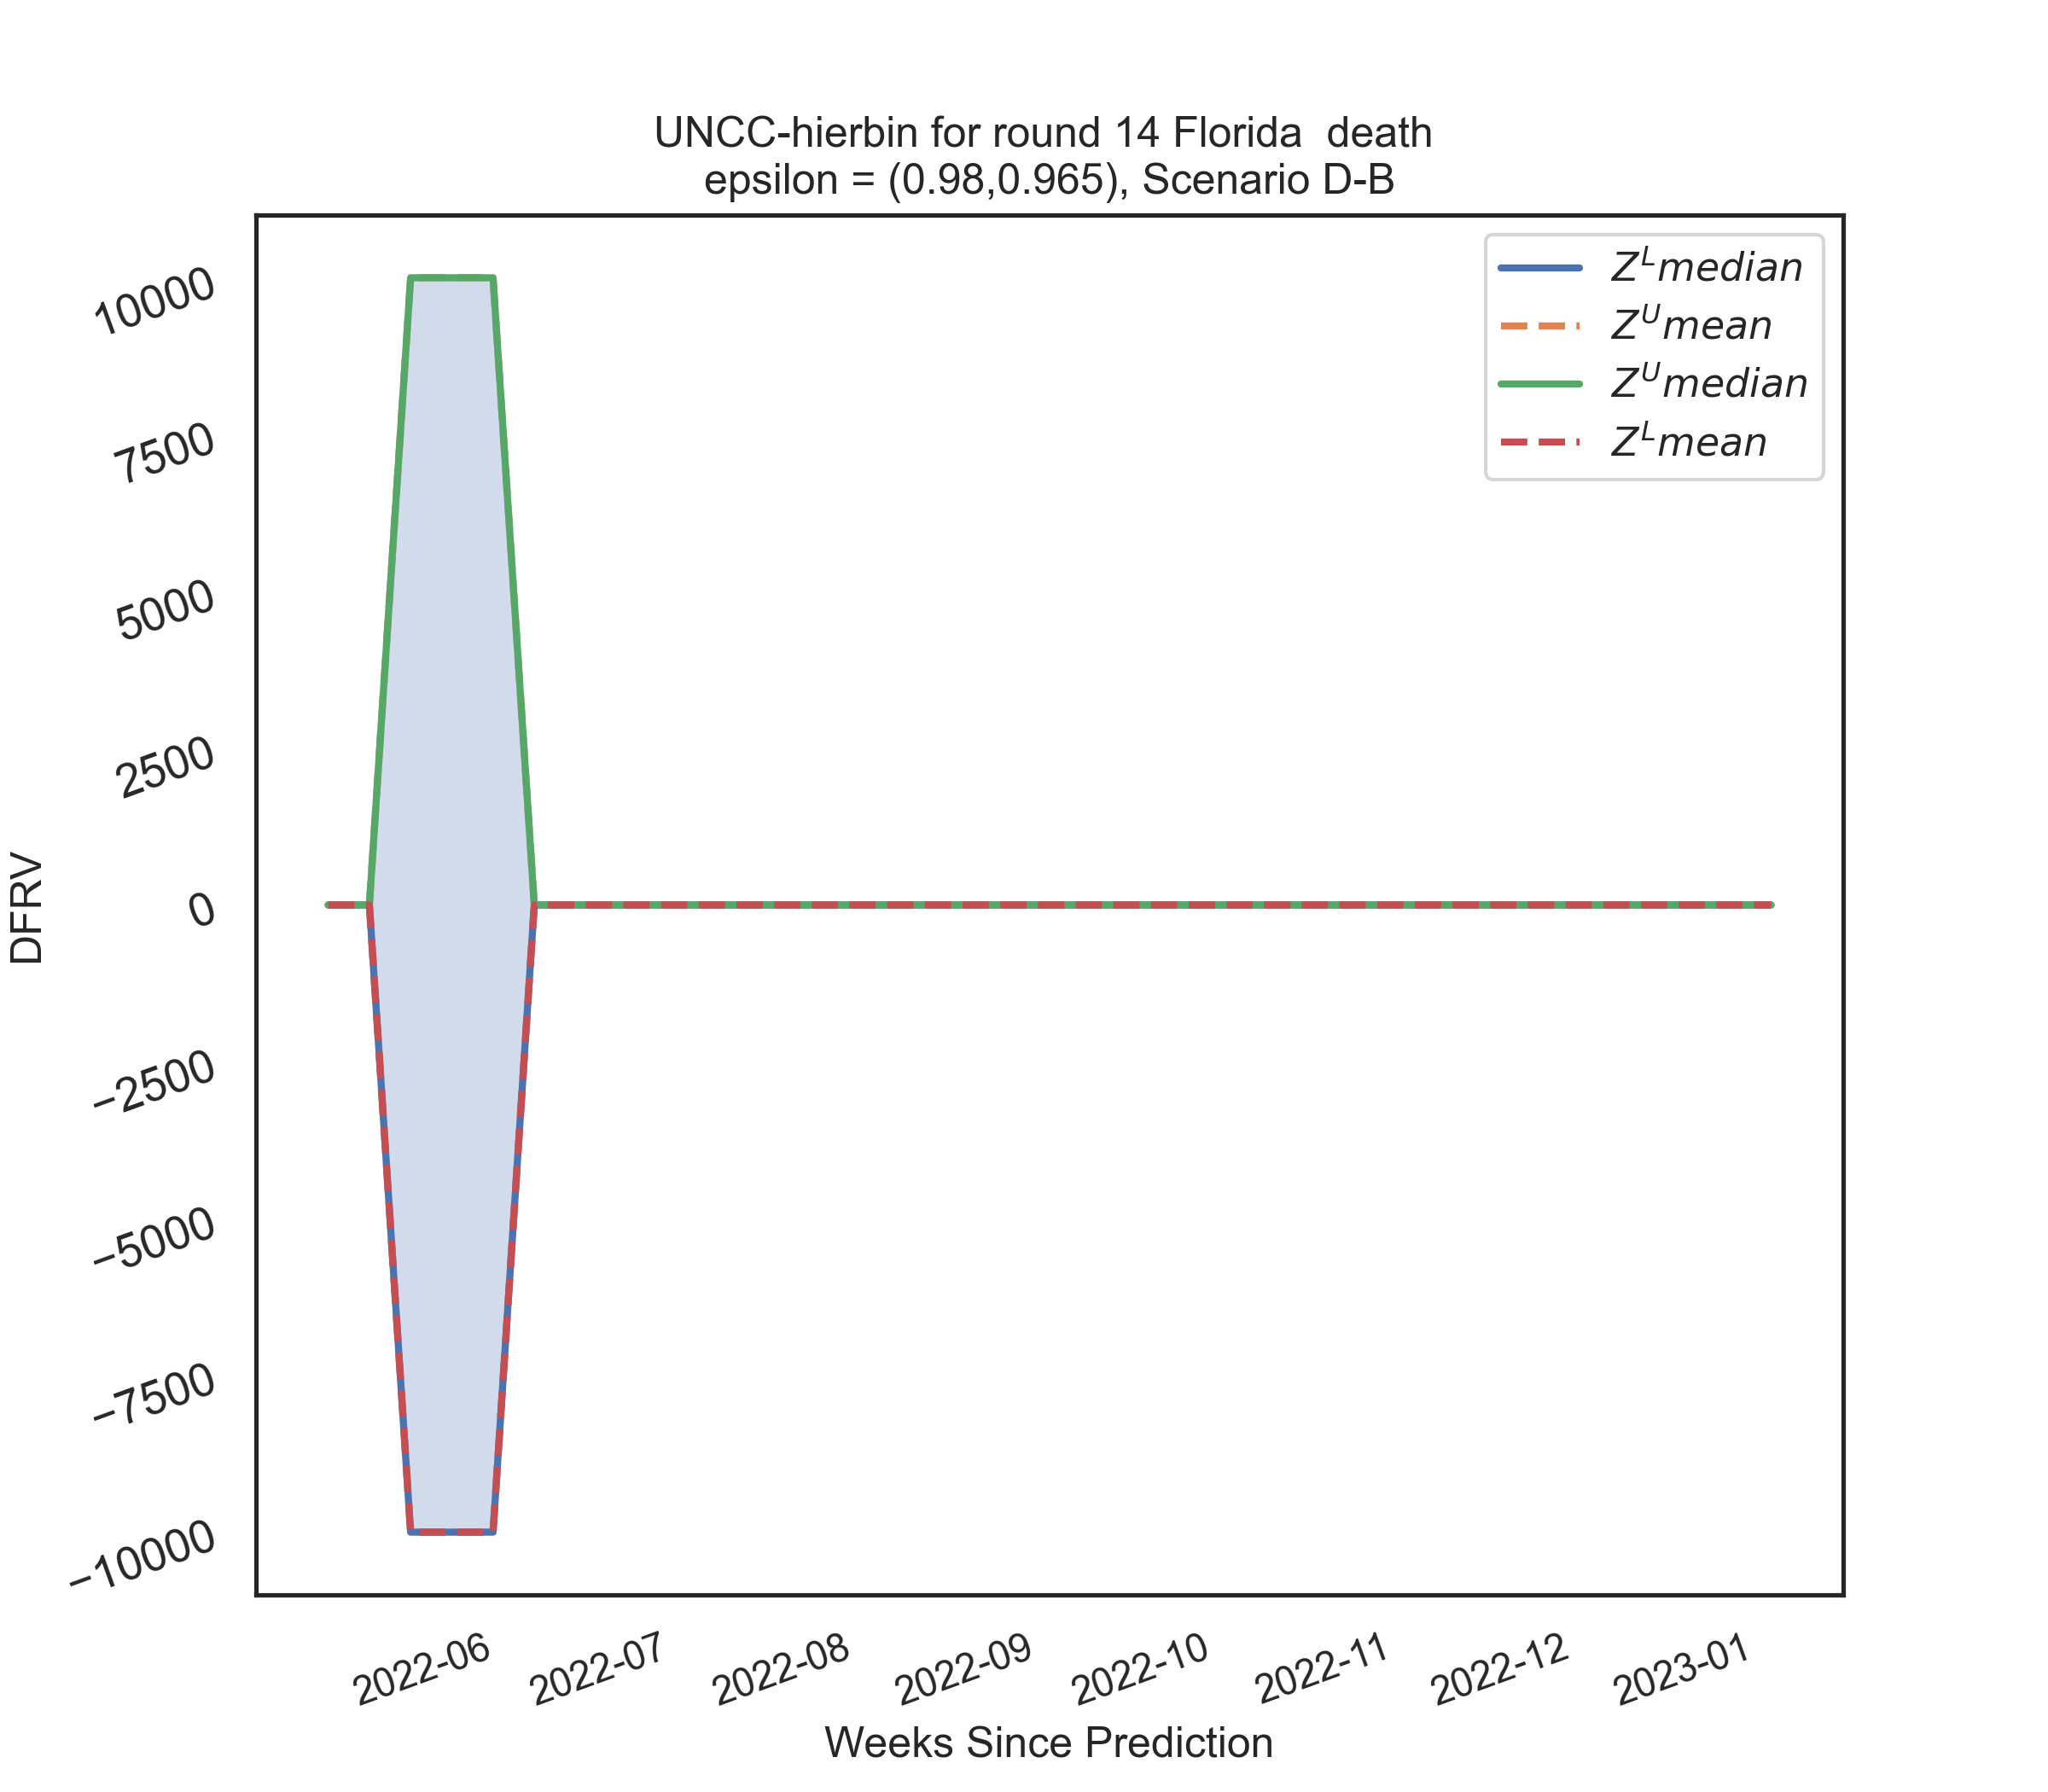 UNCC-hierbin for round 14 Florida  death
epsilon = (0.98,0.965), Scenario D-B
Z^L median
Z^U mean
Z^U median
Z^L mean
10000
7500
5000
2500
0
−2500
−5000
−7500
−10000
DFRV
2022-06
2022-07
2022-08
2022-09
2022-10
2022-11
2022-12
2023-01
Weeks Since Prediction